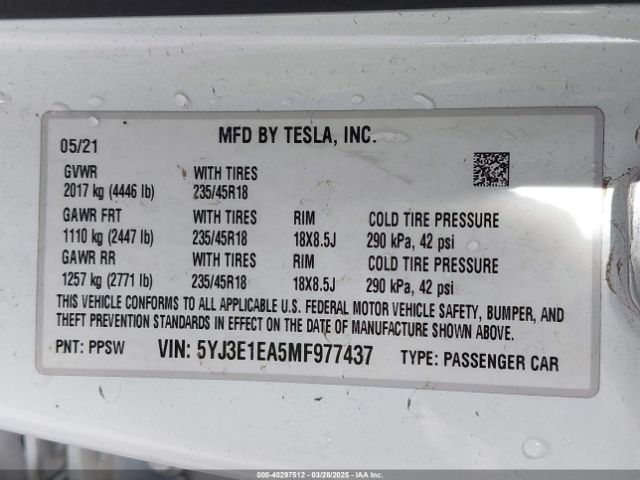 05/21 MFD BY TESLA, INC.
GVWR WITH TIRES
2017 kg (4446 lb) 235/45R18
GAWR FRT WITH TIRES RIM COLD TIRE PRESSURE
1110 kg (2447 lb) 235/45R18 18X8.5J 290 kPa, 42 psi
GAWR RR WITH TIRES RIM COLD TIRE PRESSURE
1257 kg (2771 lb) 235/45R18 18X8.5J 290 kPa, 42 psi
THIS VEHICLE CONFORMS TO ALL APPLICABLE U.S. FEDERAL MOTOR VEHICLE SAFETY, BUMPER, AND
THEFT PREVENTION STANDARDS IN EFFECT ON THE DATE OF MANUFACTURE SHOWN ABOVE.
PNT: PPSW VIN: 5YJ3E1EA5MF977437 TYPE: PASSENGER CAR
000-40297512 - 03/28/2025 - COPYRIGHT IAA, LLC.